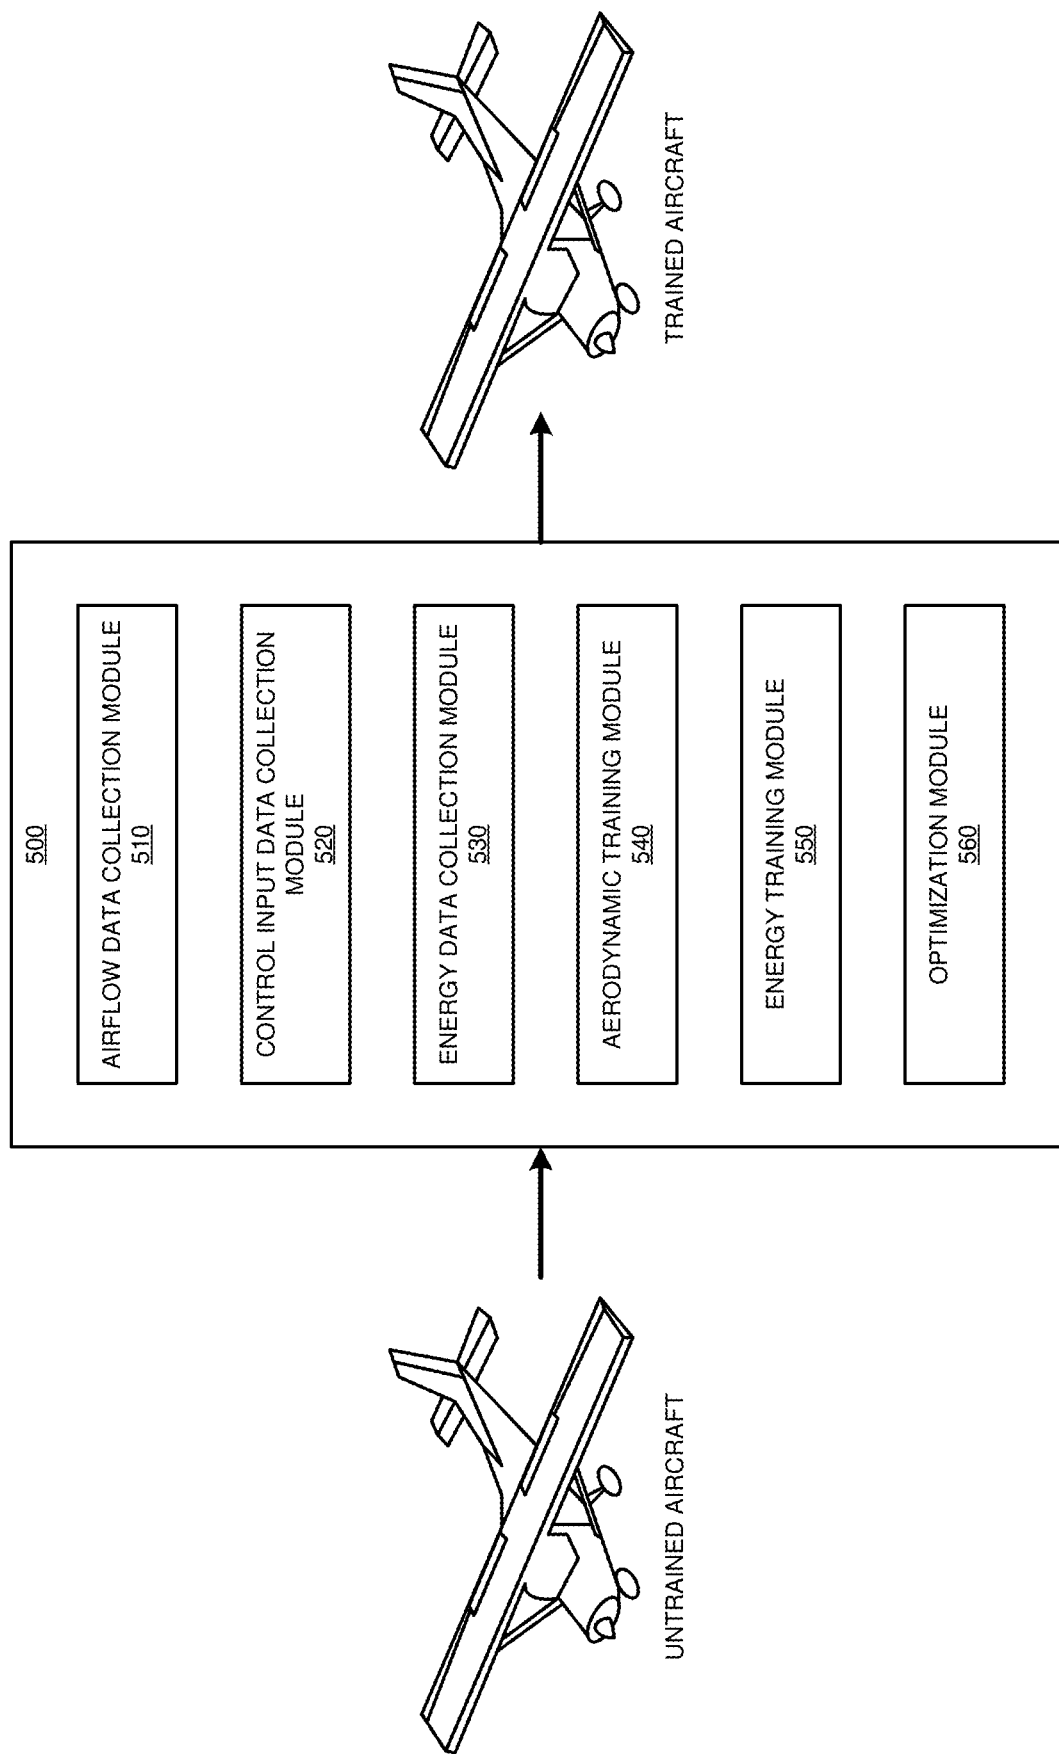 500
AIRFLOW DATA COLLECTION MODULE
510
CONTROL INPUT DATA COLLECTION
MODULE
520
ENERGY DATA COLLECTION MODULE
530
AERODYNAMIC TRAINING MODULE
540
ENERGY TRAINING MODULE
550
OPTIMIZATION MODULE
560
UNTRAINED AIRCRAFT
TRAINED AIRCRAFT